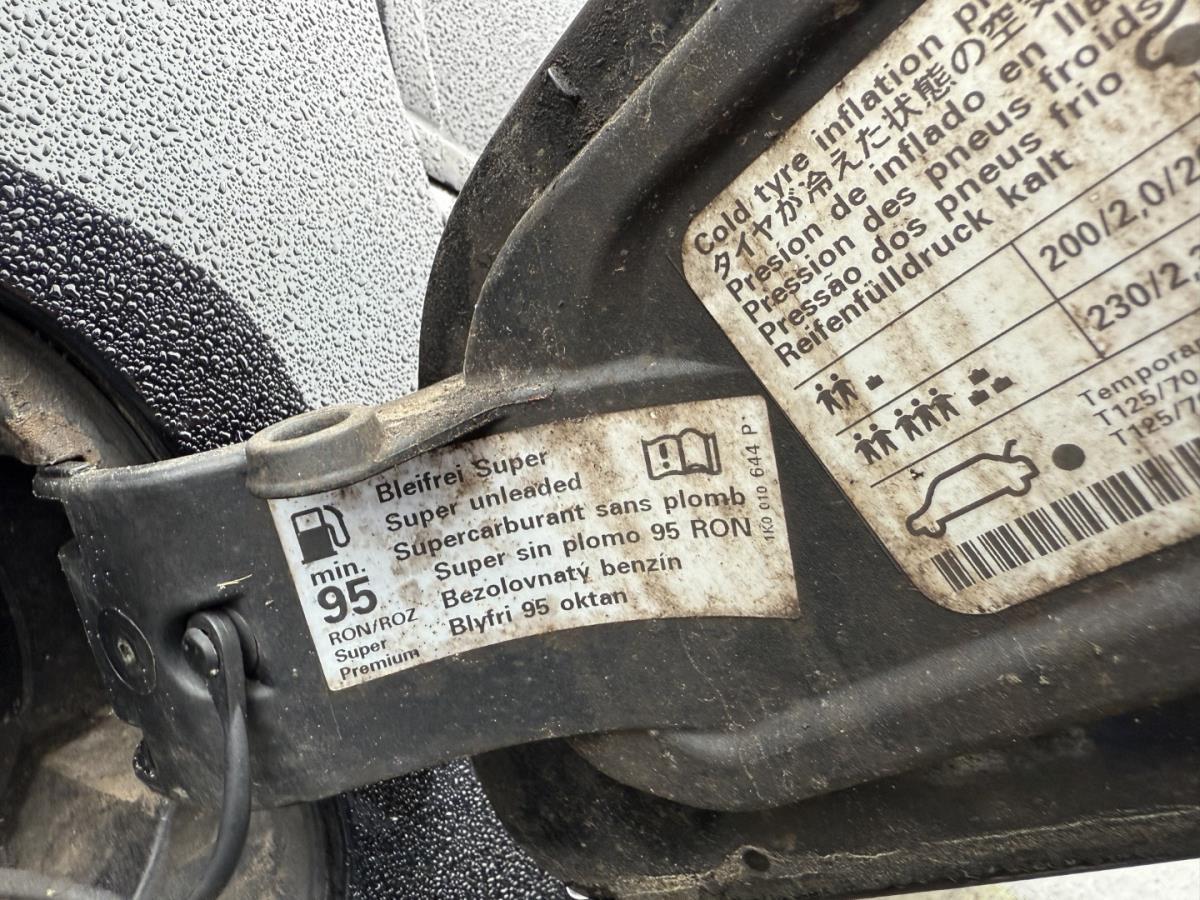 Cold tyre inflation
タイヤが冷えた状態の空
Presion de inflado en
Pression des pneus froids
Pressão dos pneus frio
Reifenfülldruck kalt
200/2,0/
230/2,
T125/70
T125/70
Bleifrei Super
Super unleaded
Supercarburant sans plomb
Super sin plomo 95 RON
Bezolovnatý benzín
Blyfri 95 oktan
min.
95
RON/ROZ
Super
Premium
1K0 010 644 P